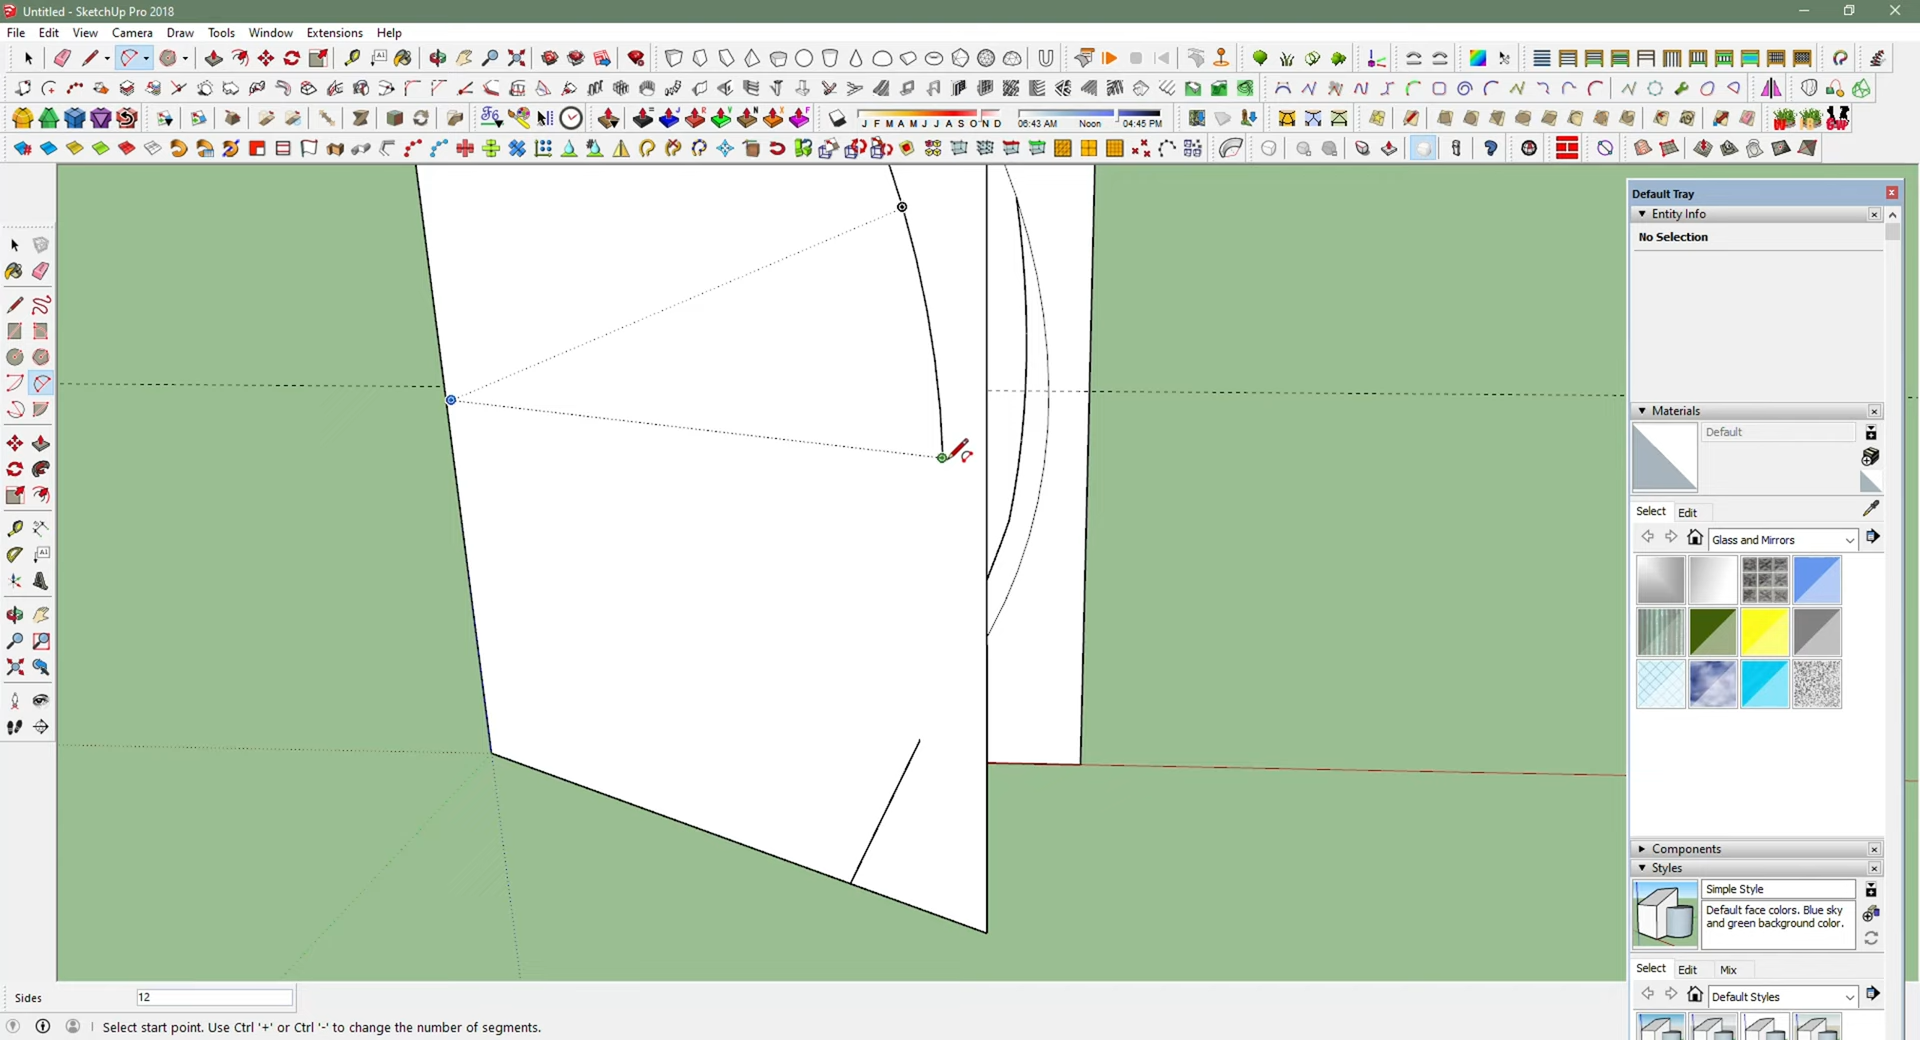 Untitled - SketchUp Pro 2018
File Edit View Camera Draw Tools Window Extensions Help
J F M A M J J A S O N D 06:43 AM Noon 04:45 PM
Default Tray
Entity Info
No Selection
Materials
Default
Select Edit
Glass and Mirrors
Components
Styles
Simple Style
Default face colors. Blue sky
and green background color.
Select Edit Mix
Default Styles
Sides 12
Select start point. Use Ctrl '+' or Ctrl '-' to change the number of segments.